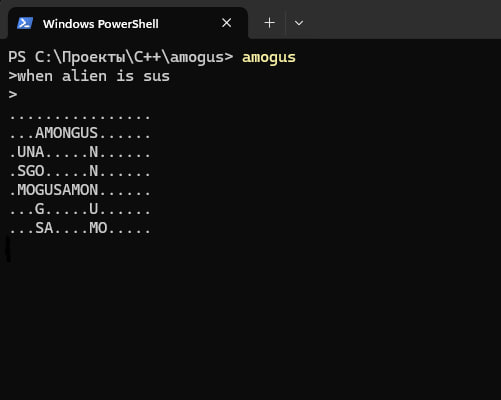 Windows PowerShell
PS C:\Проекты\C++\amogus> amogus
>when alien is sus
>
................
...AMONGUS......
.UNA.....N......
.SGO.....N......
.MOGUSAMON......
...G.....U......
...SA....MO.....